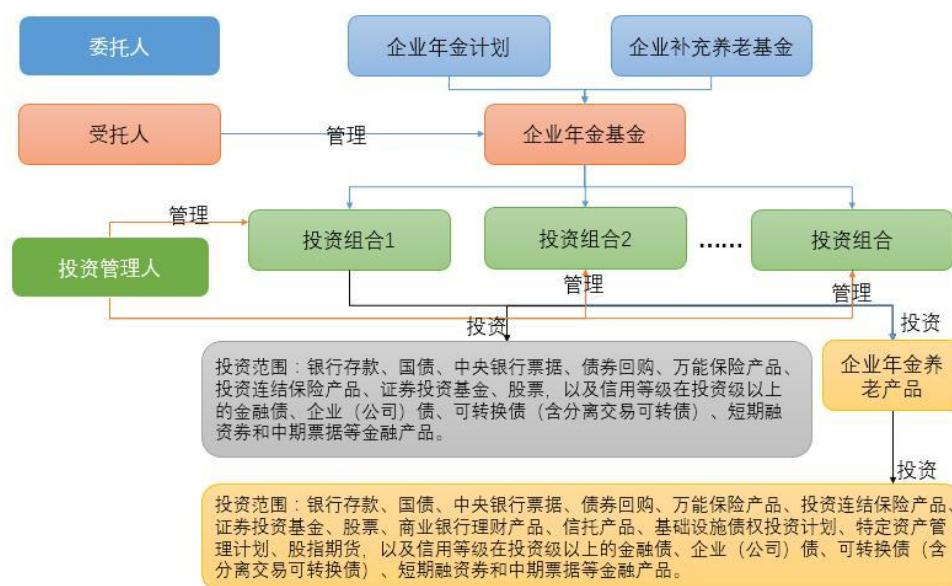 委托人
企业年金计划
企业补充养老基金
受托人
管理
企业年金基金
管理
投资组合1
投资组合2
……
投资组合
投资管理人
管理
管理
投资
投资
投资范围：银行存款、国债、中央银行票据、债券回购、万能保险产品、
投资连结保险产品、证券投资基金、股票，以及信用等级在投资级以上
的金融债、企业（公司）债、可转换债（含分离交易可转债）、短期融
资券和中期票据等金融产品。
企业年金养
老产品
投资
投资范围：银行存款、国债、中央银行票据、债券回购、万能保险产品、投资连结保险产品、
证券投资基金、股票、商业银行理财产品、信托产品、基础设施债权投资计划、特定资产管
理计划、股指期货，以及信用等级在投资级以上的金融债、企业（公司）债、可转换债（含
分离交易可转债）、短期融资券和中期票据等金融产品。